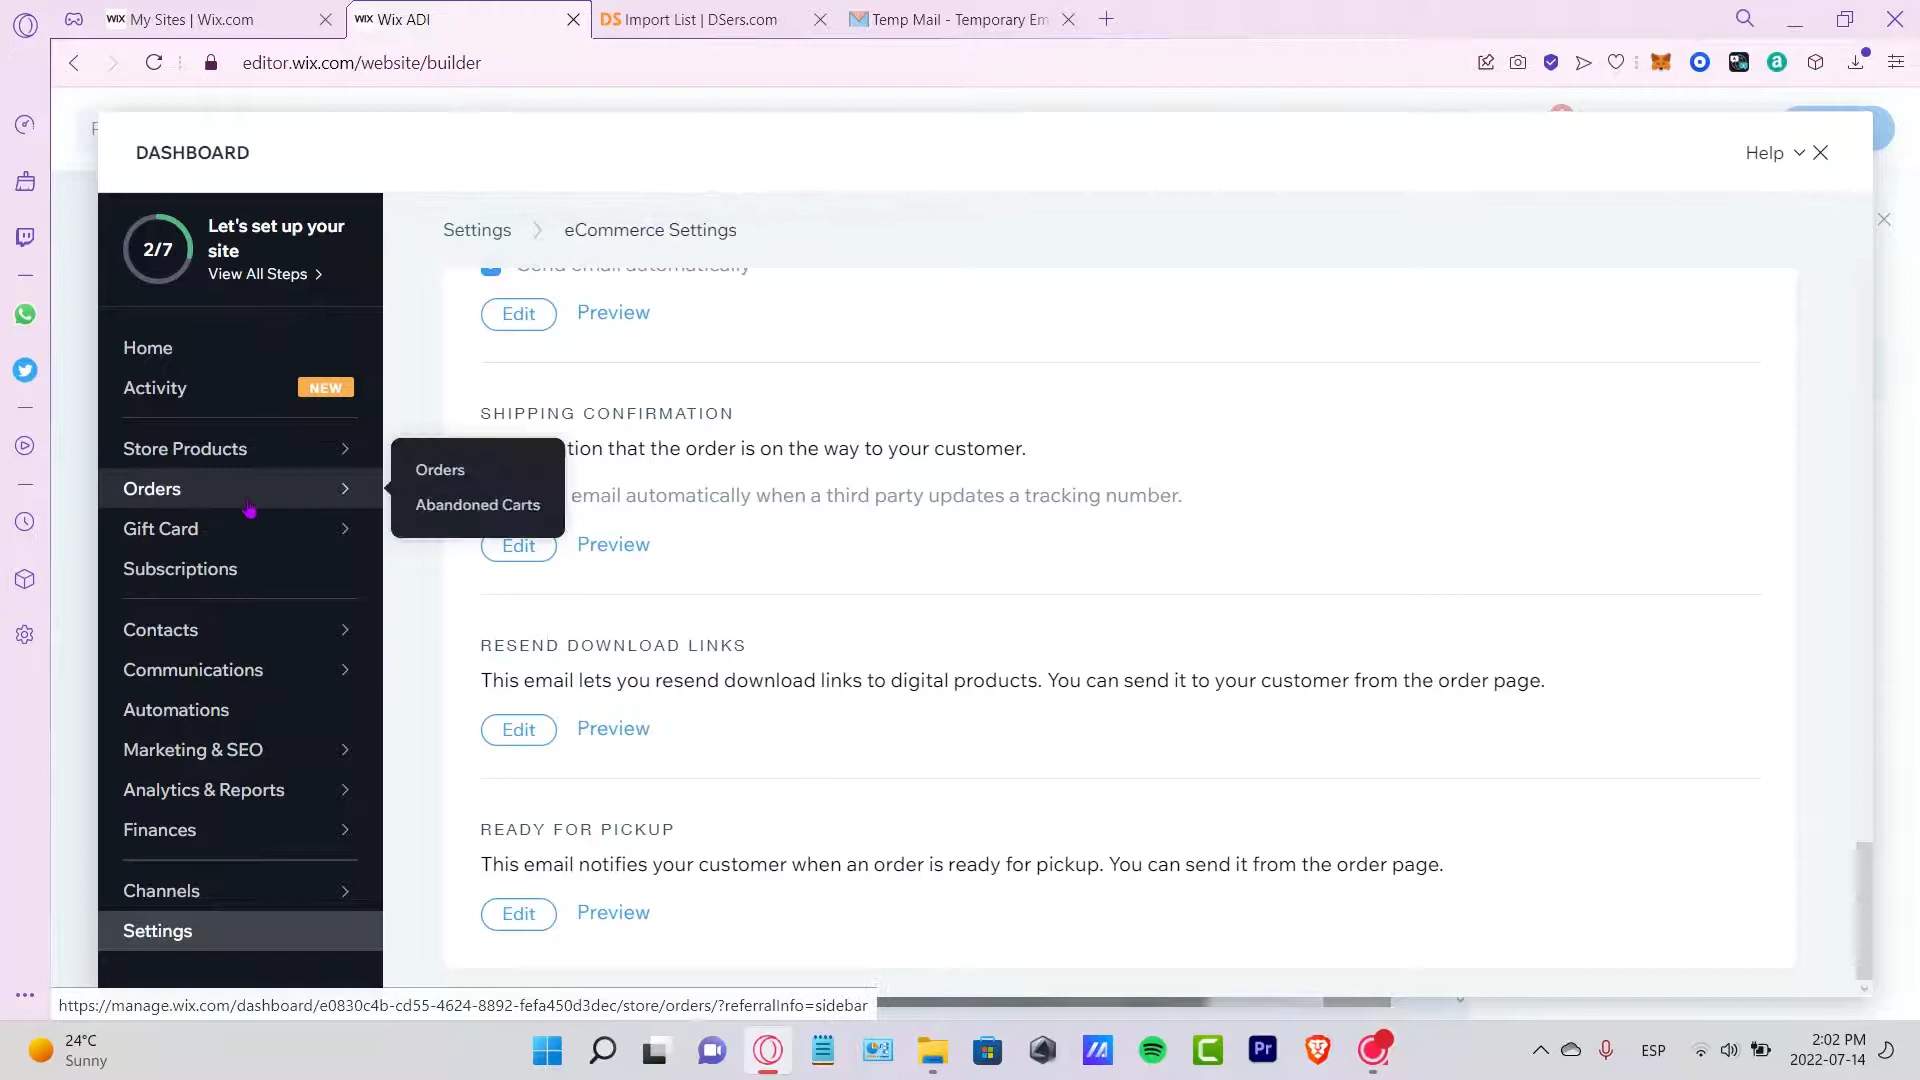 WIX My Sites | Wix.com
WIX Wix ADI
DS Import List | DSers.com
Temp Mail - Temporary Em
editor.wix.com/website/builder
DASHBOARD
Help
2/7
Let's set up your
site
View All Steps
Home
Activity
NEW
Store Products
Orders
Gift Card
Subscriptions
Contacts
Communications
Automations
Marketing & SEO
Analytics & Reports
Finances
Channels
Settings
Orders
Abandoned Carts
Settings
eCommerce Settings
Send email automatically
Edit
Preview
SHIPPING CONFIRMATION
tion that the order is on the way to your customer.
email automatically when a third party updates a tracking number.
Edit
Preview
RESEND DOWNLOAD LINKS
This email lets you resend download links to digital products. You can send it to your customer from the order page.
Edit
Preview
READY FOR PICKUP
This email notifies your customer when an order is ready for pickup. You can send it from the order page.
Edit
Preview
https://manage.wix.com/dashboard/e0830c4b-cd55-4624-8892-fefa450d3dec/store/orders/?referralInfo=sidebar
24°C
Sunny
Pr
ESP
2:02 PM
2022-07-14